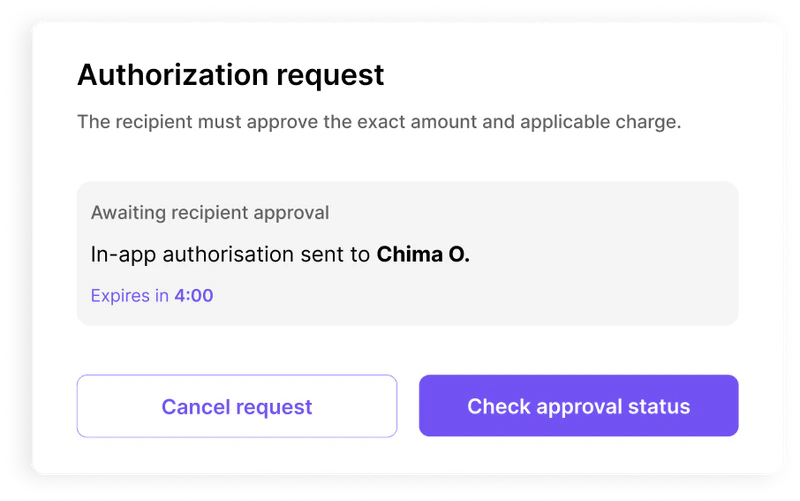 Authorization request
The recipient must approve the exact amount and applicable charge.
Awaiting recipient approval
In-app authorisation sent to Chima O.
Expires in 4:00
Cancel request
Check approval status